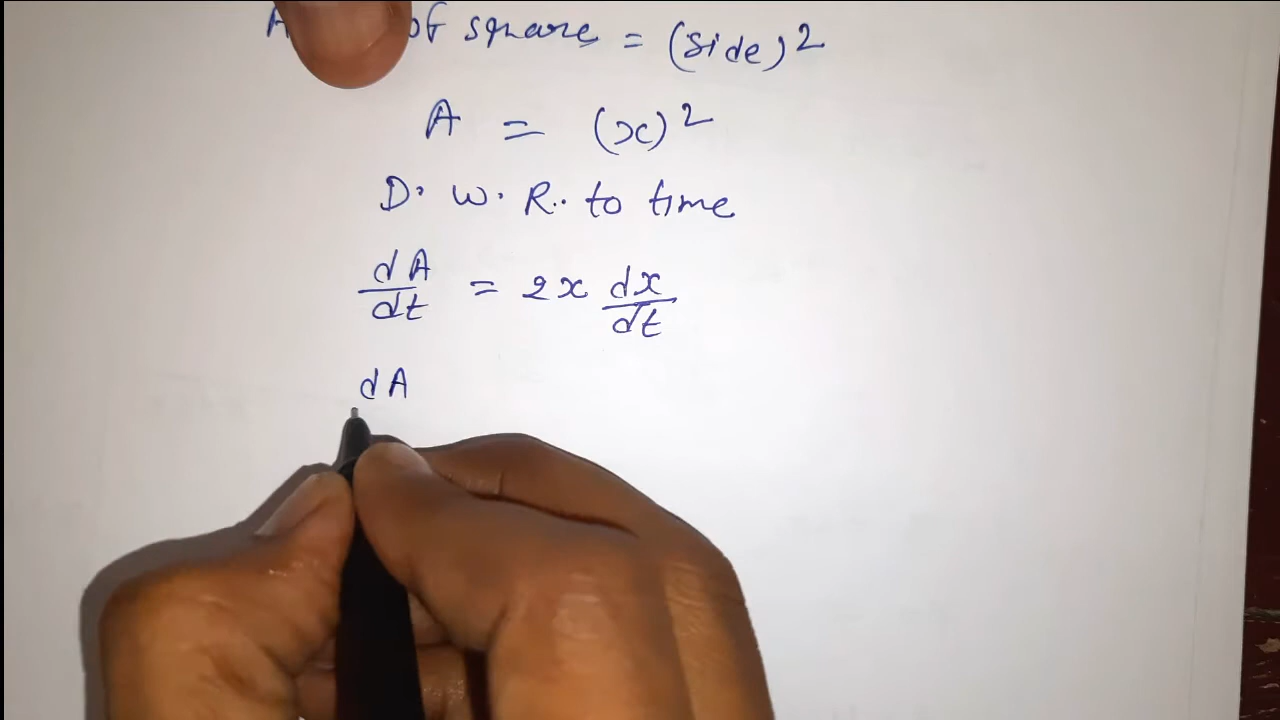 of square = (side)2
A = (x)2
D. W. R.. to time
dA/dt = 2x dx/dt
dA